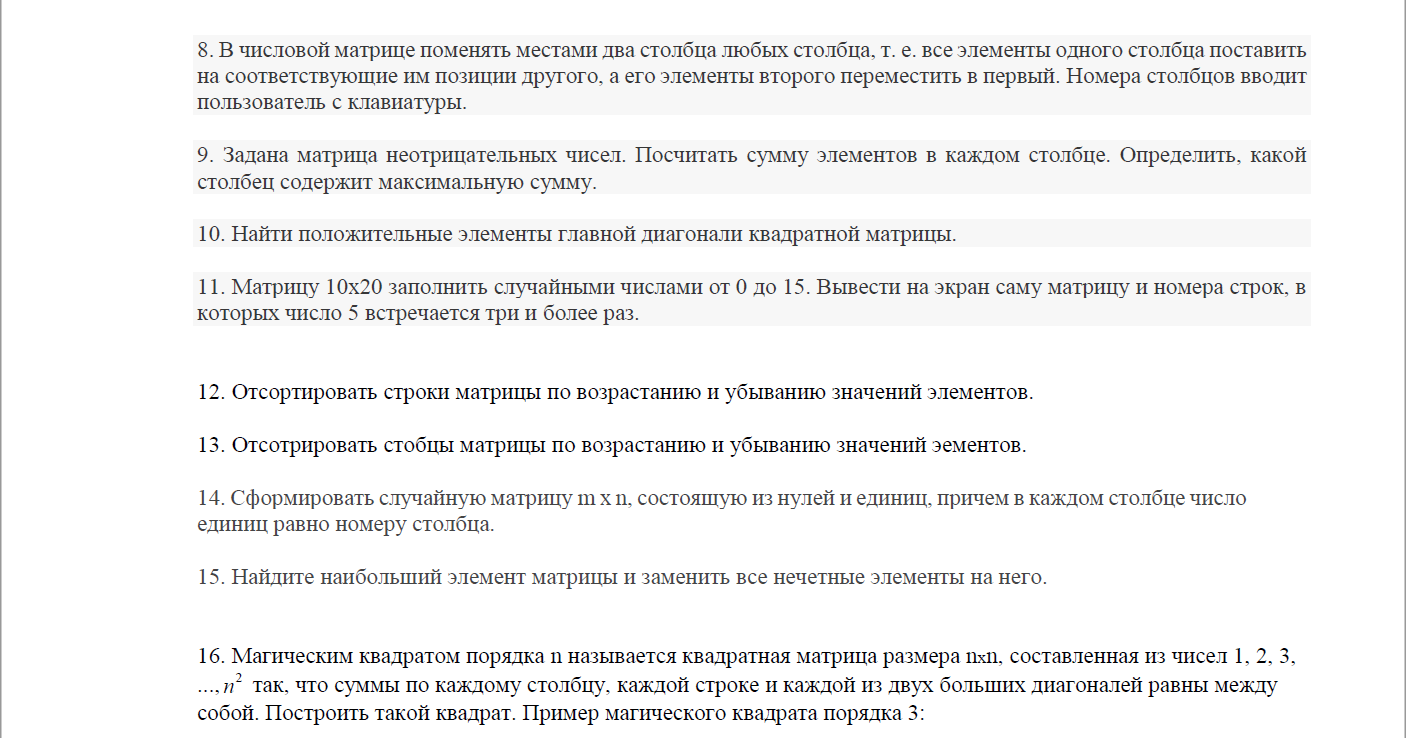 8. В числовой матрице поменять местами два столбца любых столбца, т. е. все элементы одного столбца поставить
на соответствующие им позиции другого, а его элементы второго переместить в первый. Номера столбцов вводит
пользователь с клавиатуры.
9. Задана матрица неотрицательных чисел. Посчитать сумму элементов в каждом столбце. Определить, какой
столбец содержит максимальную сумму.
10. Найти положительные элементы главной диагонали квадратной матрицы.
11. Матрицу 10x20 заполнить случайными числами от 0 до 15. Вывести на экран саму матрицу и номера строк, в
которых число 5 встречается три и более раз.
12. Отсортировать строки матрицы по возрастанию и убыванию значений элементов.
13. Отсотрировать стобцы матрицы по возрастанию и убыванию значений эементов.
14. Сформировать случайную матрицу m x n, состоящую из нулей и единиц, причем в каждом столбце число
единиц равно номеру столбца.
15. Найдите наибольший элемент матрицы и заменить все нечетные элементы на него.
16. Магическим квадратом порядка n называется квадратная матрица размера nxn, составленная из чисел 1, 2, 3,
..., n² так, что суммы по каждому столбцу, каждой строке и каждой из двух больших диагоналей равны между
собой. Построить такой квадрат. Пример магического квадрата порядка 3: